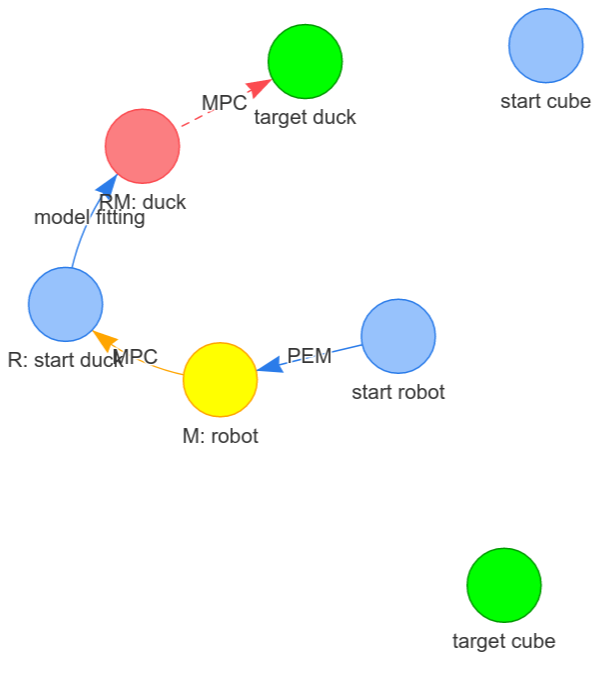 start cube
MPC
target duck
RM: duck
model fitting
R: start duck
MPC
PEM
start robot
M: robot
target cube